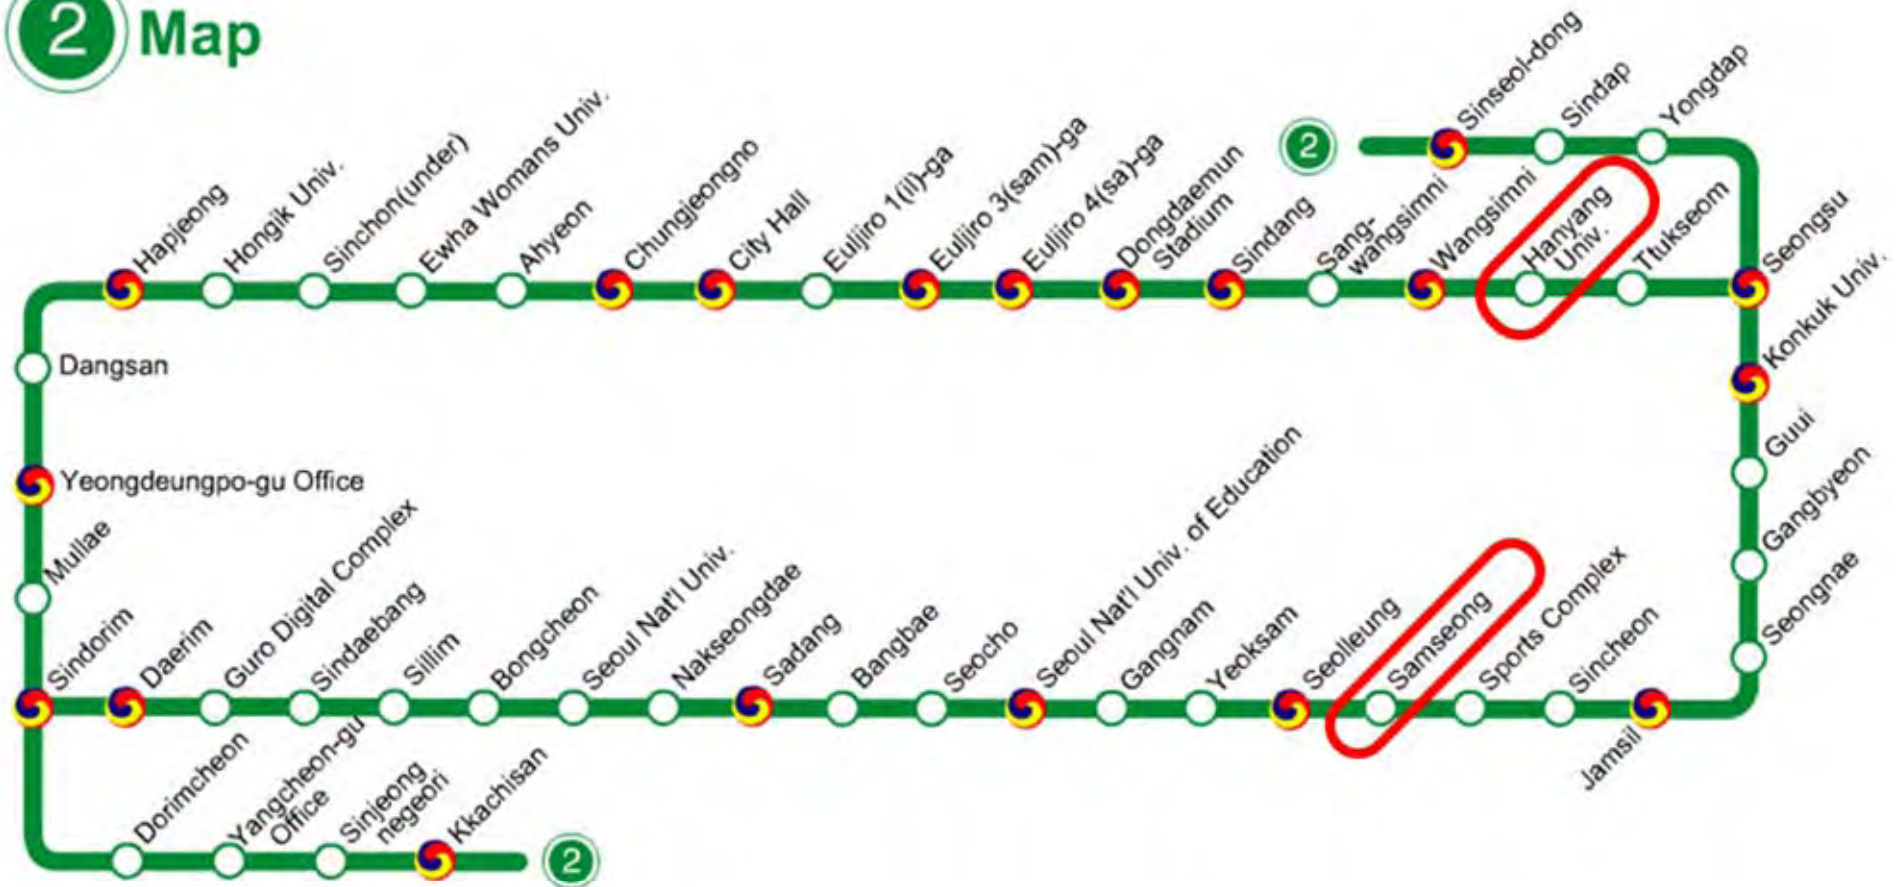 2 Map
Sinseol-dong
Sindap
Yongdap
2
Hapjeong
Hongik Univ.
Sinchon(under)
Ewha Womans Univ.
Ahyeon
Chungjeongno
City Hall
Euljiro 1(il)-ga
Euljiro 3(sam)-ga
Euljiro 4(sa)-ga
Dongdaemun
Stadium
Sindang
Sang-
wangsimni
Wangsimni
Hanyang
Univ.
Ttukseom
Seongsu
Konkuk Univ.
Guui
Gangbyeon
Seongnae
Dangsan
Yeongdeungpo-gu Office
Mullae
Sindorim
Daerim
Guro Digital Complex
Sindaebang
Sillim
Bongcheon
Seoul Nat'l Univ.
Nakseongdae
Sadang
Bangbae
Seocho
Seoul Nat'l Univ. of Education
Gangnam
Yeoksam
Seolleung
Samseong
Sports Complex
Sincheon
Jamsil
Dorimcheon
Yangcheon-gu
Office
Sinjeong
negeori
Kkachisan
2